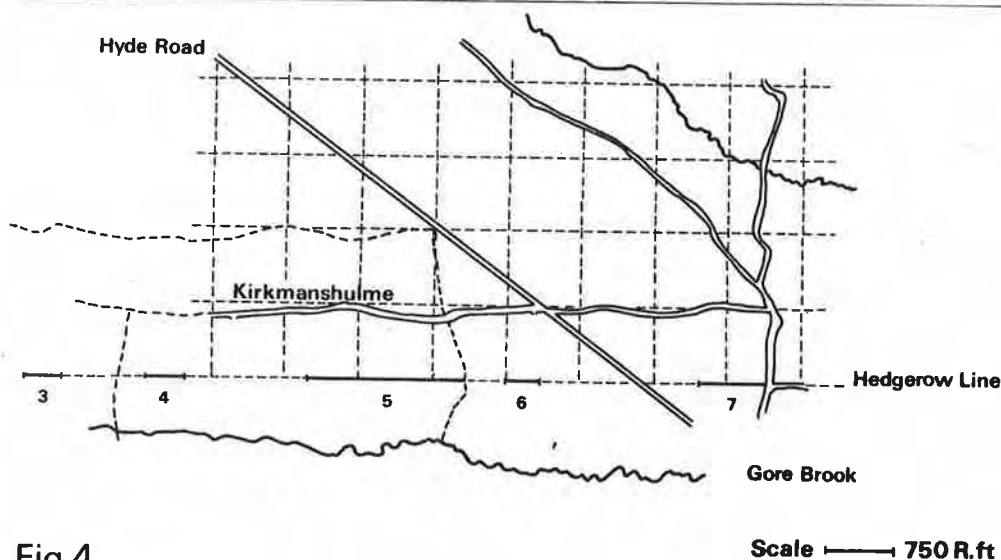 Hyde Road
Kirkmanshulme
Hedgerow Line
3 4 5 6 7
Gore Brook
Scale 750 R.ft
Fig 4